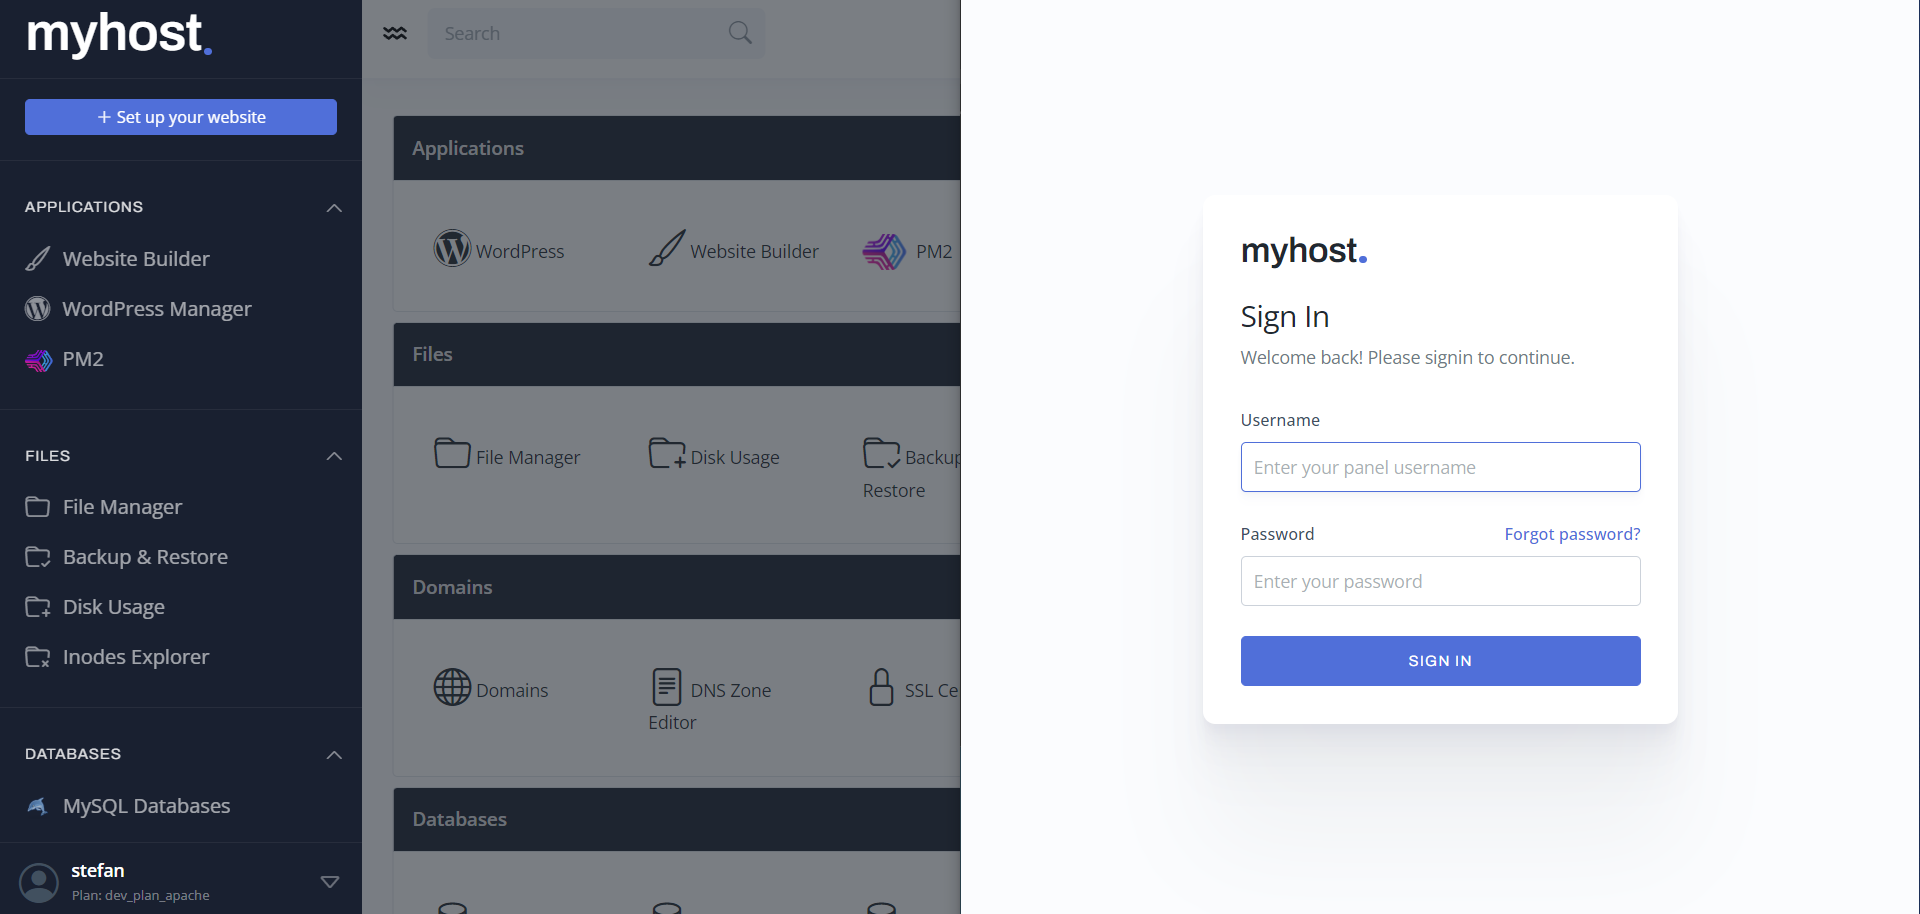 myhost.
+ Set up your website
APPLICATIONS
Website Builder
WordPress Manager
PM2
FILES
File Manager
Backup & Restore
Disk Usage
Inodes Explorer
DATABASES
MySQL Databases
stefan
Plan: dev_plan_apache
Search
Applications
WordPress
Website Builder
PM2
Files
File Manager
Disk Usage
Backup
Restore
Domains
Domains
DNS Zone
Editor
SSL Ce
Databases
myhost.
Sign In
Welcome back! Please signin to continue.
Username
Enter your panel username
Password
Forgot password?
Enter your password
SIGN IN